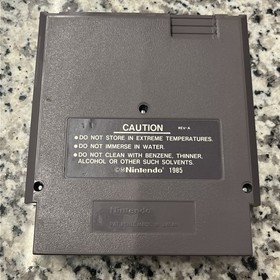 CAUTION REV-A
● DO NOT STORE IN EXTREME TEMPERATURES.
● DO NOT IMMERSE IN WATER.
● DO NOT CLEAN WITH BENZENE, THINNER,
ALCOHOL OR OTHER SUCH SOLVENTS.
©M Nintendo® 1985
Nintendo